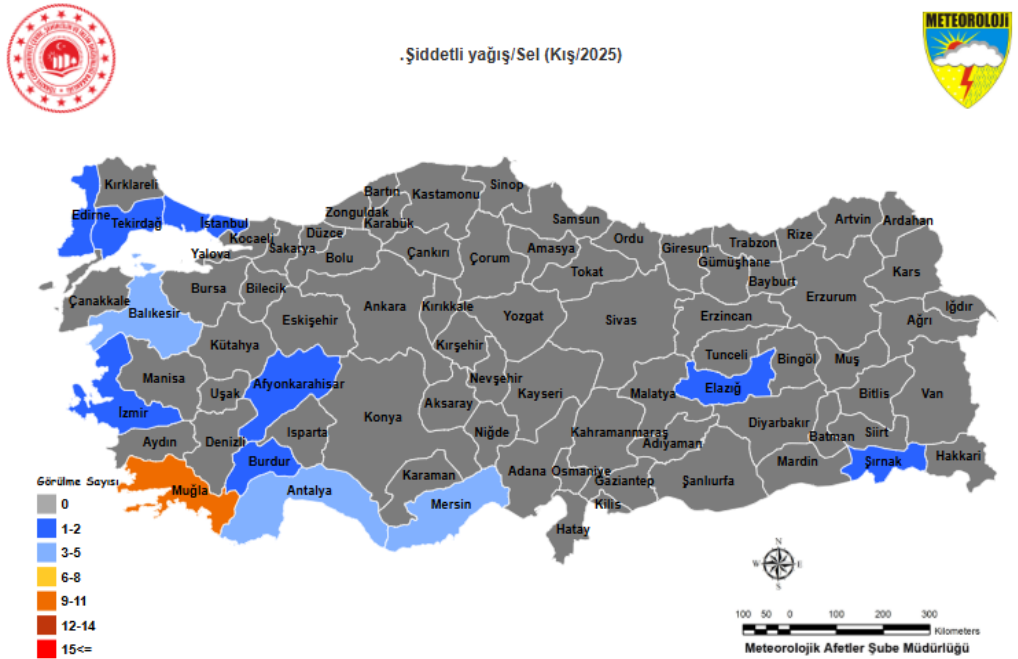 METEOROLOJİ
.Şiddetli yağış/Sel (Kış/2025)
Kırklareli
Edirne
Tekirdağ
İstanbul
Kocaeli
Yalova
Sakarya
Düzce
Bolu
Zonguldak
Bartın
Karabük
Kastamonu
Sinop
Çankırı
Çorum
Samsun
Amasya
Tokat
Ordu
Giresun
Gümüşhane
Trabzon
Bayburt
Rize
Artvin
Ardahan
Kars
Iğdır
Ağrı
Erzurum
Erzincan
Çanakkale
Balıkesir
Bursa
Bilecik
Eskişehir
Kütahya
Ankara
Kırıkkale
Kırşehir
Yozgat
Sivas
Tunceli
Bingöl
Muş
Elazığ
Malatya
Bitlis
Van
Manisa
İzmir
Uşak
Afyonkarahisar
Aydın
Denizli
Isparta
Burdur
Konya
Aksaray
Nevşehir
Niğde
Kayseri
Kahramanmaraş
Adıyaman
Diyarbakır
Batman
Siirt
Şırnak
Hakkari
Mardin
Şanlıurfa
Gaziantep
Kilis
Osmaniye
Adana
Hatay
Karaman
Mersin
Antalya
Muğla
Görülme Sayısı
0
1-2
3-5
6-8
9-11
12-14
15<=
N
W E
S
100 50 0 100 200 300
Kilometers
Meteorolojik Afetler Şube Müdürlüğü